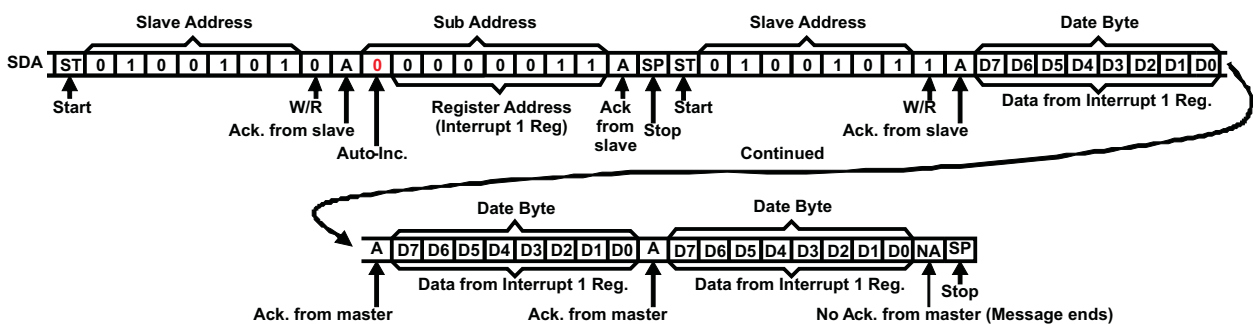 Slave Address Sub Address Slave Address Date Byte
SDA ST 0 1 0 0 1 0 1 0 A 0 0 0 0 0 0 1 1 A SP ST 0 1 0 0 1 0 1 1 A D7 D6 D5 D4 D3 D2 D1 D0
Start W/R Register Address Ack Start W/R Data from Interrupt 1 Reg.
Ack. from slave (Interrupt 1 Reg) from Stop Ack. from slave
Auto-Inc. slave Continued
Date Byte Date Byte
A D7 D6 D5 D4 D3 D2 D1 D0 A D7 D6 D5 D4 D3 D2 D1 D0 NA SP
Data from Interrupt 1 Reg. Data from Interrupt 1 Reg. Stop
Ack. from master Ack. from master No Ack. from master (Message ends)